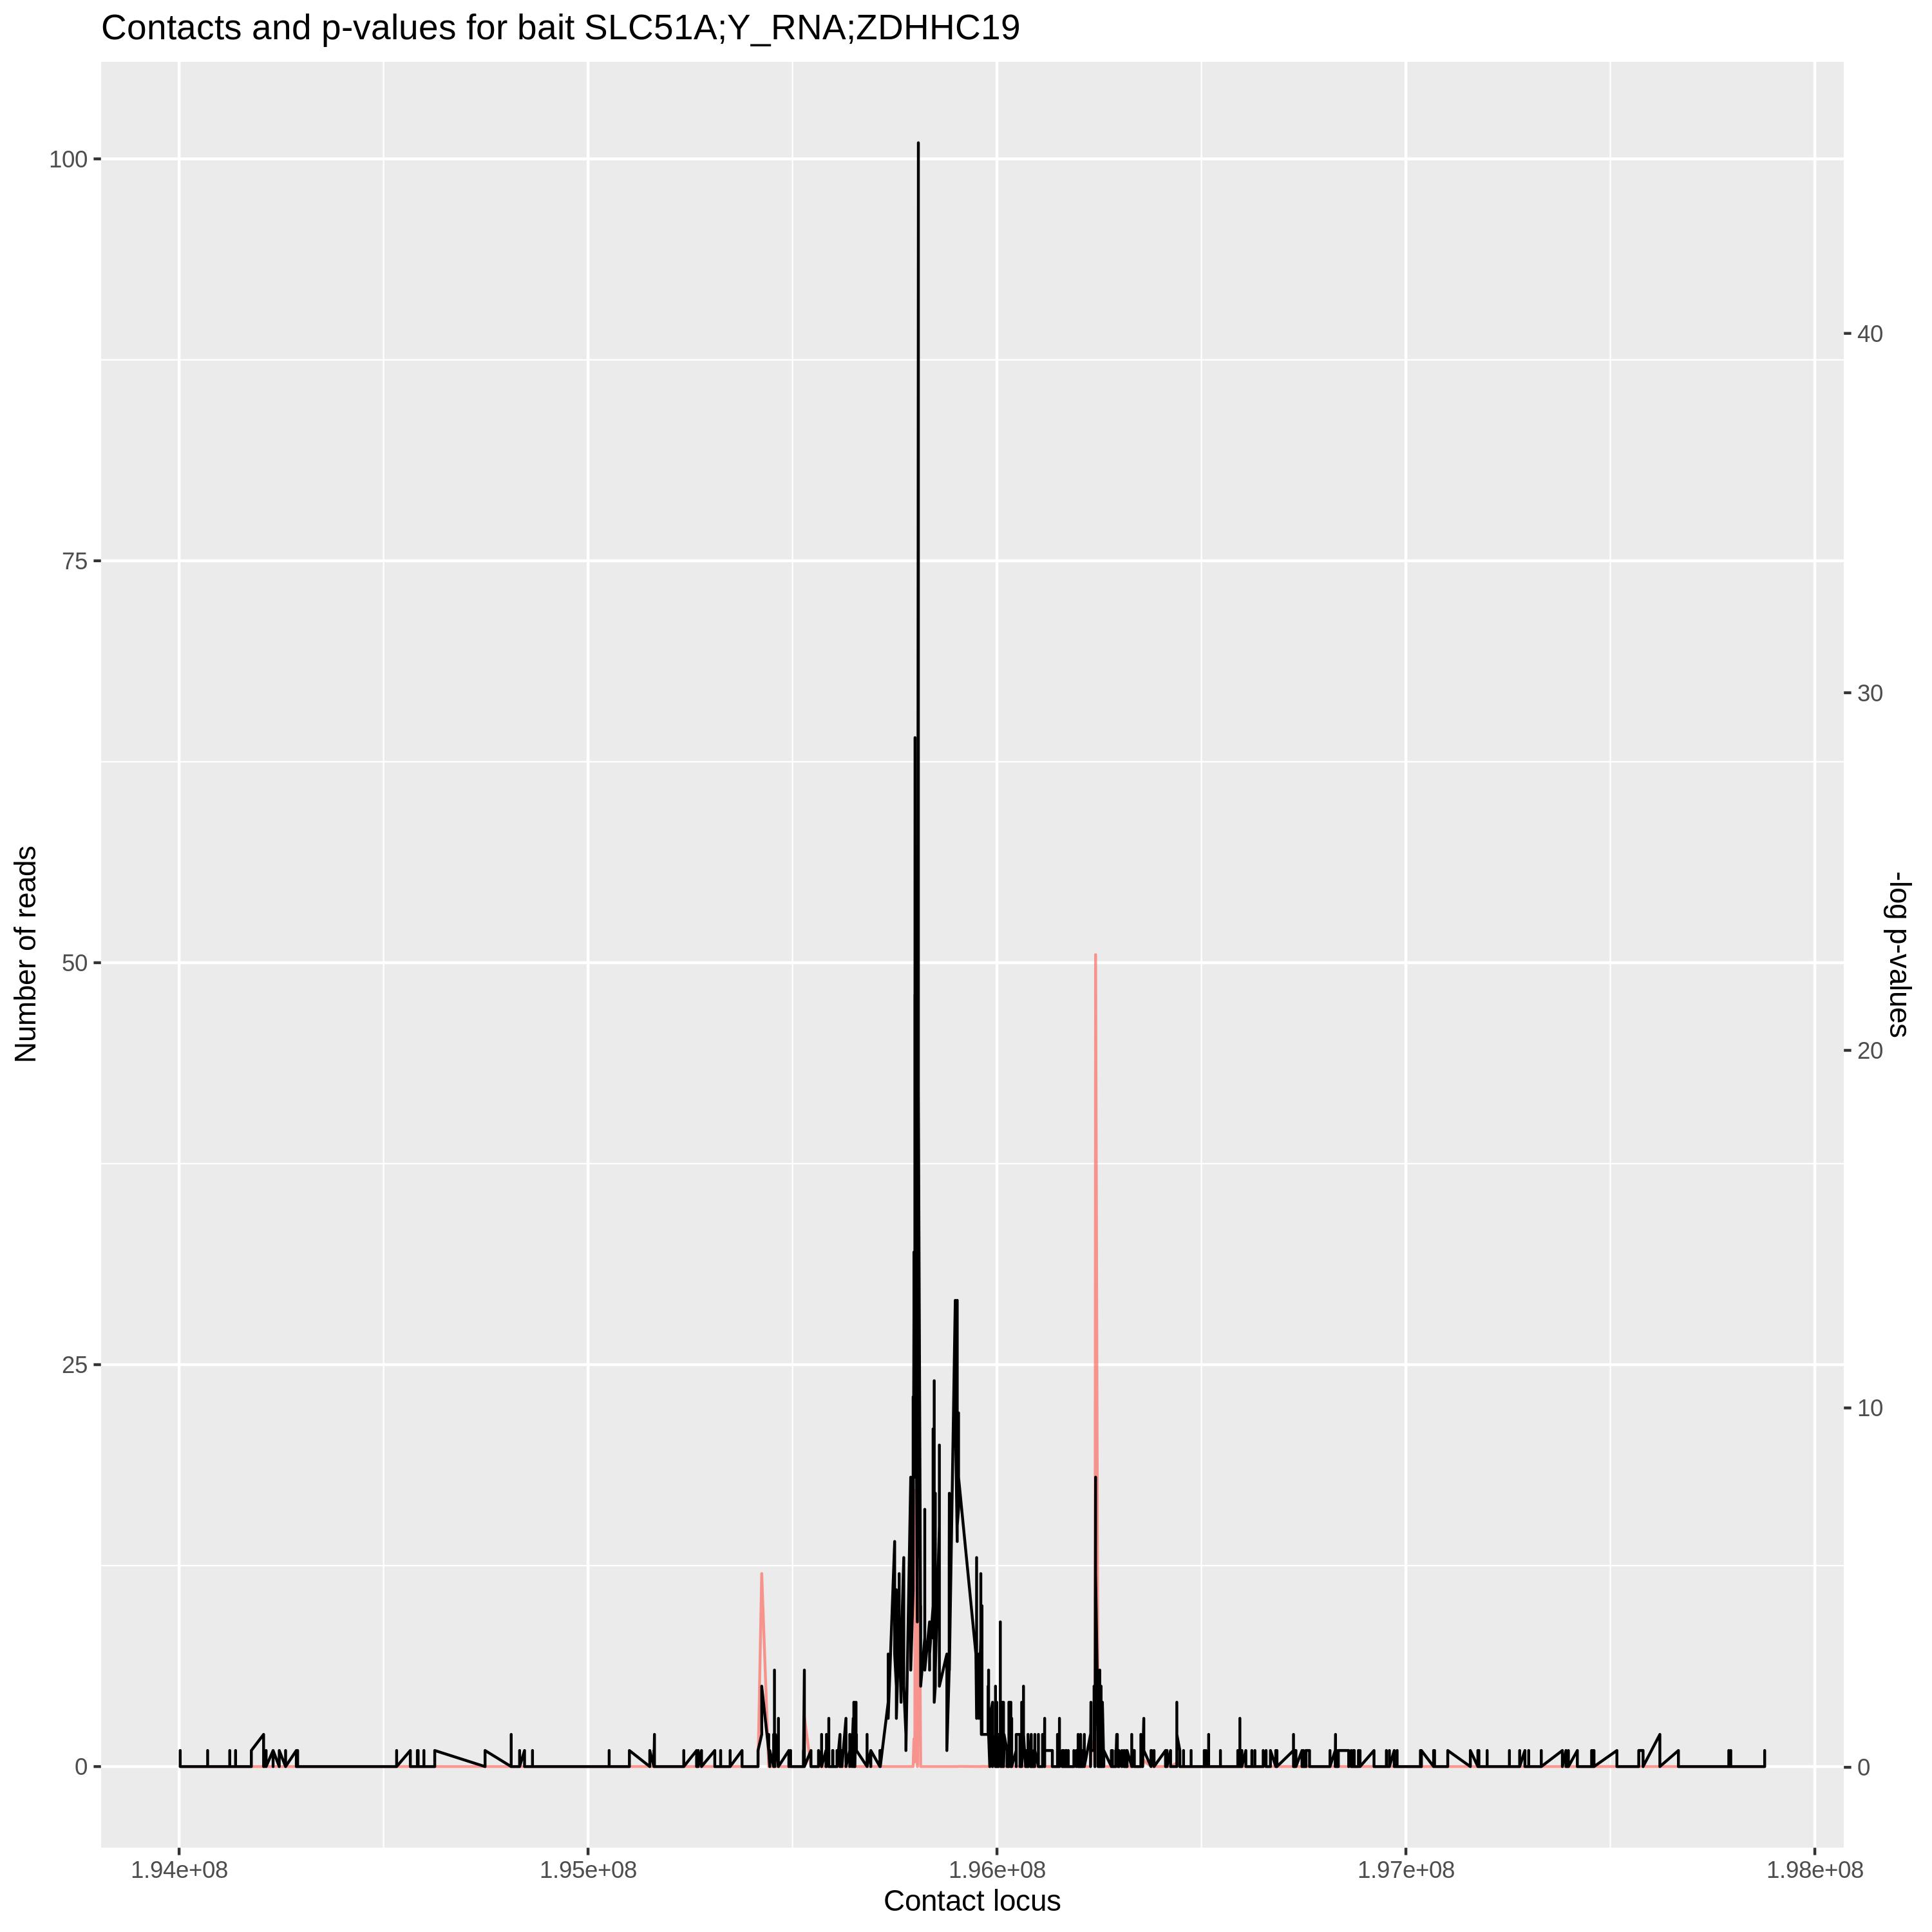 Contacts and p-values for bait SLC51A;Y_RNA;ZDHHC19
100
75
50
25
0
Number of reads
40
30
20
10
0
-log p-values
1.94e+08 1.95e+08 1.96e+08 1.97e+08 1.98e+08
Contact locus